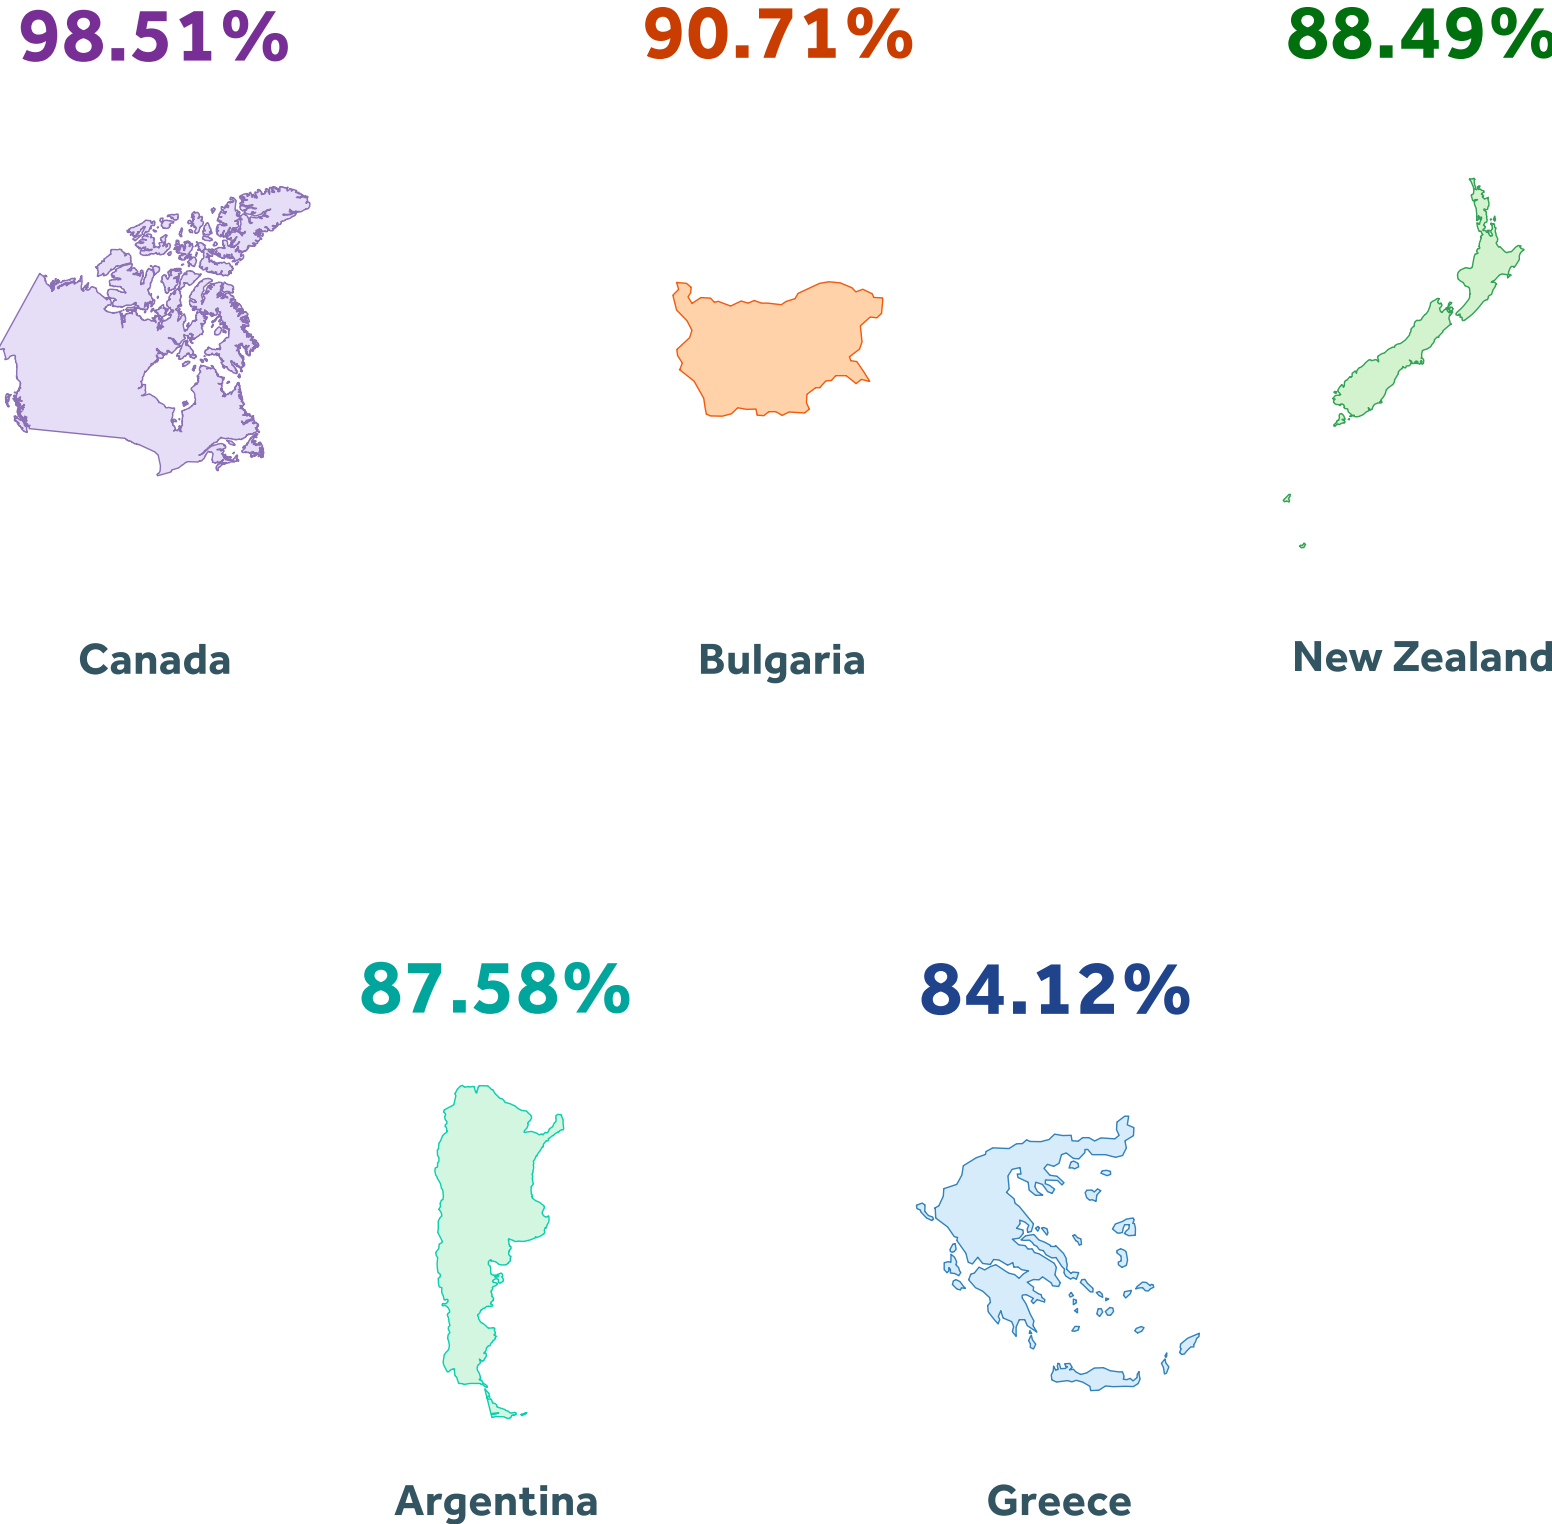 98.51%
90.71%
88.49%
Canada
Bulgaria
New Zealand
87.58%
84.12%
Argentina
Greece